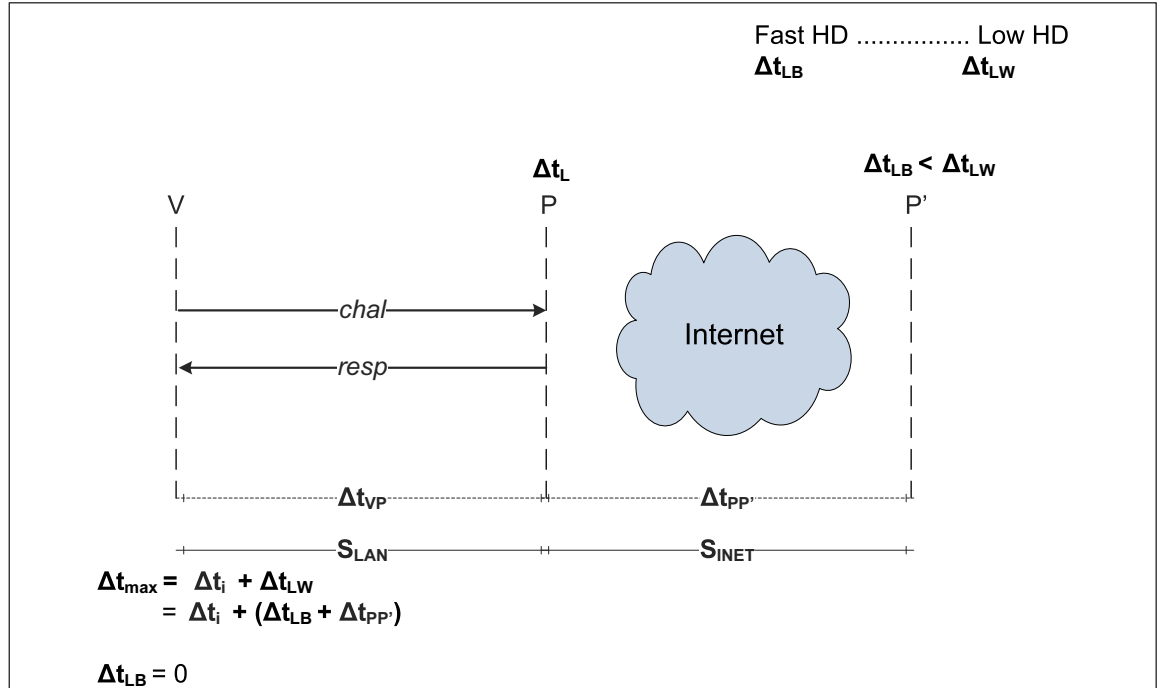 Fast HD ................ Low HD
Δt_LB Δt_LW
Δt_L Δt_LB < Δt_LW
V P P’
chal
Internet
resp
Δt_VP Δt_PP’
S_LAN S_INET
Δt_max = Δt_i + Δt_LW
= Δt_i + (Δt_LB + Δt_PP’)
Δt_LB = 0